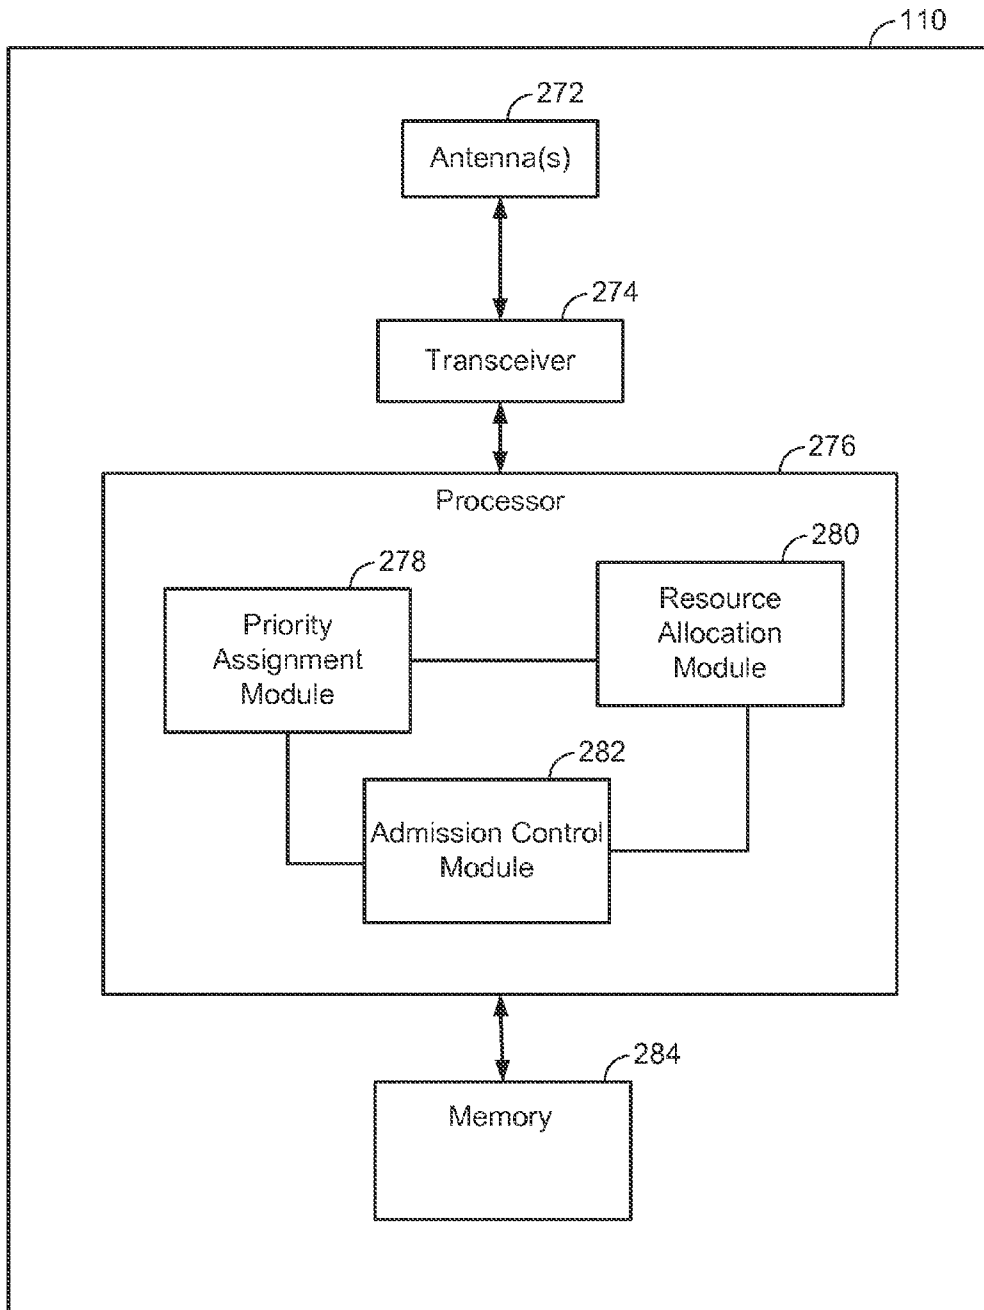 110
272
Antenna(s)
274
Transceiver
276
Processor
278
Priority
Assignment
Module
280
Resource
Allocation
Module
282
Admission Control
Module
284
Memory